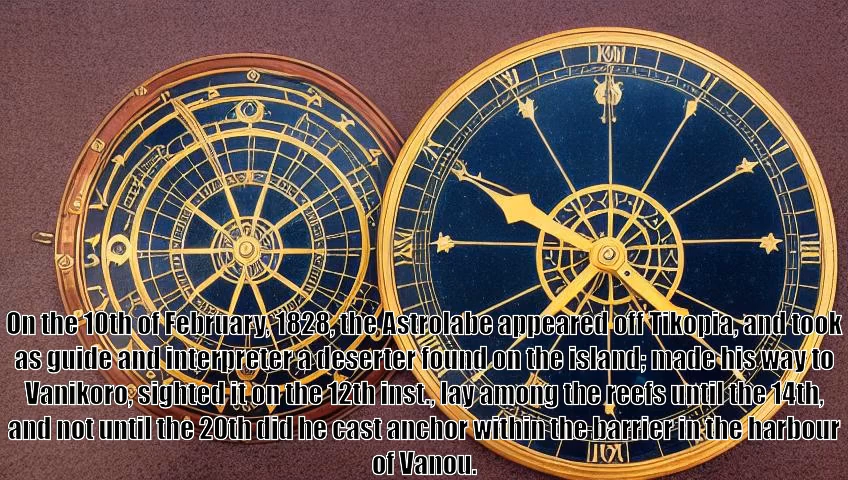 On the 10th of February, 1828, the Astrolabe appeared off Tikopia, and took
as guide and interpreter a deserter found on the island; made his way to
Vanikoro, sighted it on the 12th inst., lay among the reefs until the 14th,
and not until the 20th did he cast anchor within the barrier in the harbour
of Vanou.